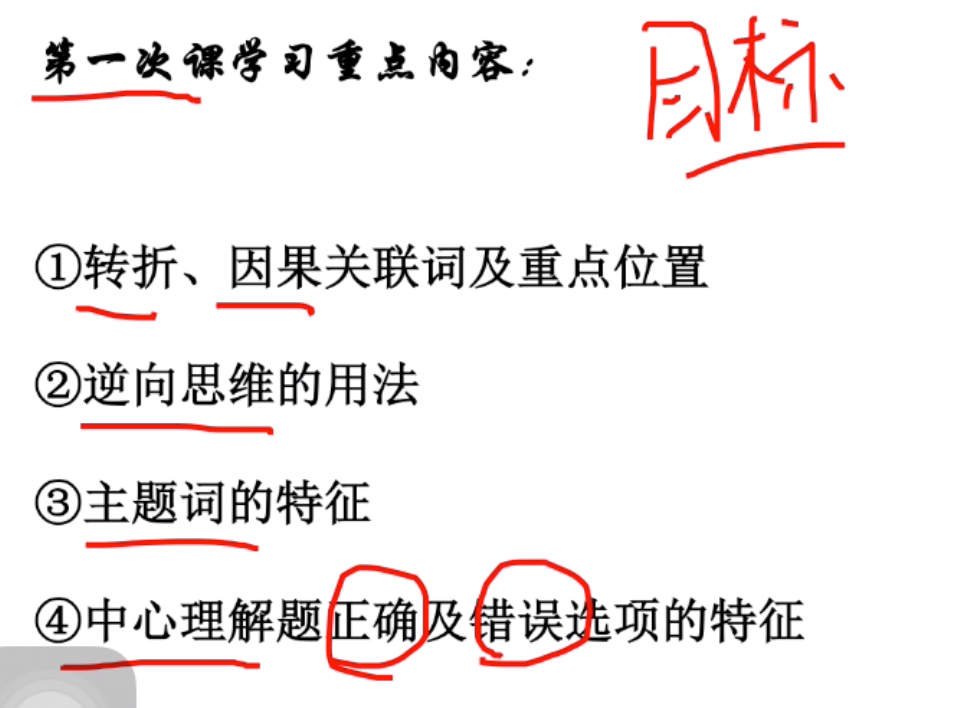 第一次课学习重点内容：
目标
①转折、因果关联词及重点位置
②逆向思维的用法
③主题词的特征
④中心理解题正确及错误选项的特征